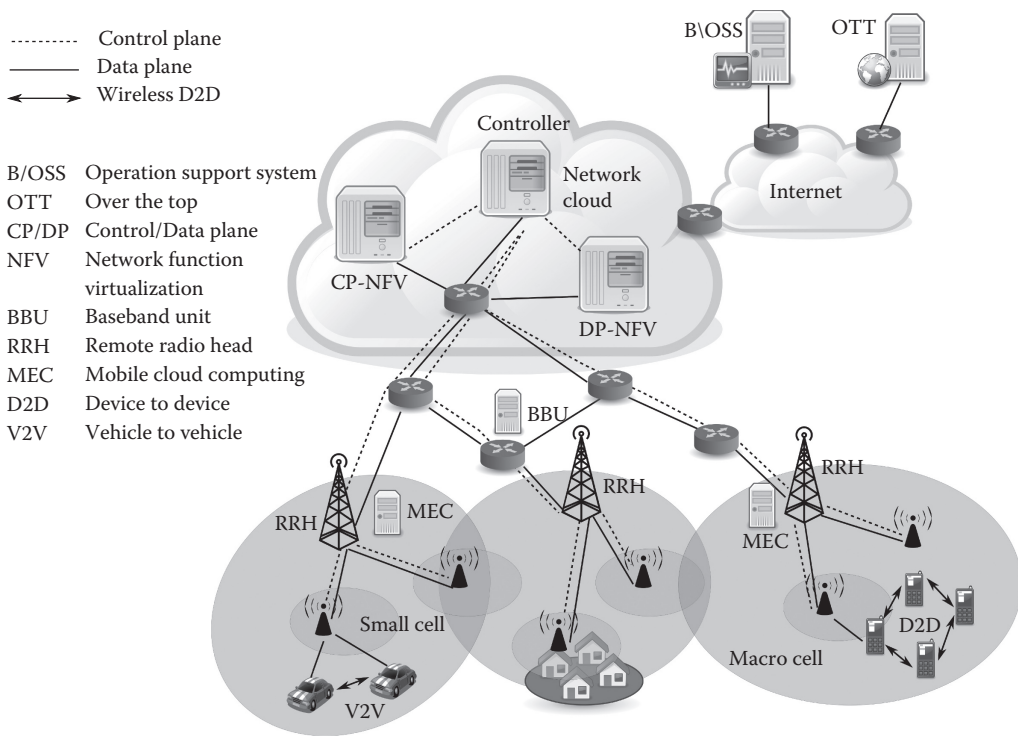 Control plane
Data plane
Wireless D2D
B/OSS Operation support system
OTT Over the top
CP/DP Control/Data plane
NFV Network function
virtualization
BBU Baseband unit
RRH Remote radio head
MEC Mobile cloud computing
D2D Device to device
V2V Vehicle to vehicle
B\OSS
OTT
Internet
Controller
Network
cloud
CP-NFV
DP-NFV
BBU
RRH
MEC
RRH
RRH
MEC
Small cell
V2V
Macro cell
D2D